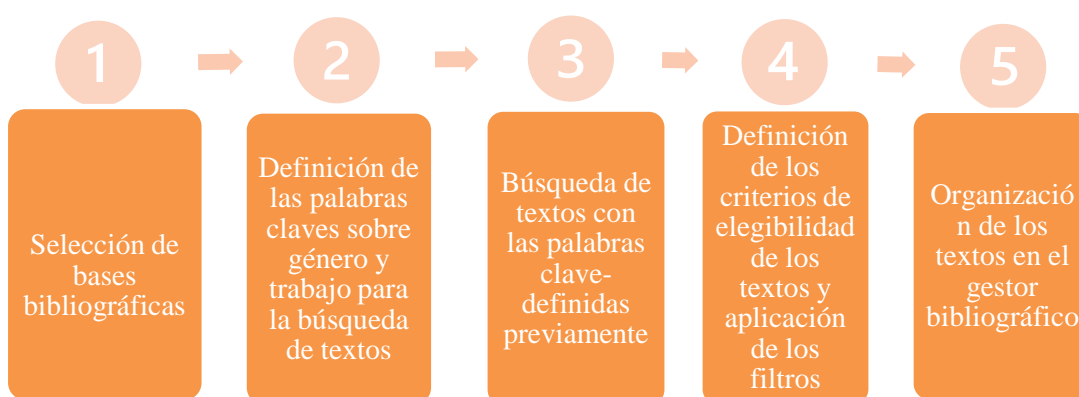 1
Selección de
bases
bibliográficas
2
Definición de
las palabras
claves sobre
género y
trabajo para
la búsqueda
de textos
3
Búsqueda de
textos con
las palabras
clave-
definidas
previamente
4
Definición
de los
criterios de
elegibilidad
de los
textos y
aplicación
de los
filtros
5
Organizació
n de los
textos en el
gestor
bibliográfico